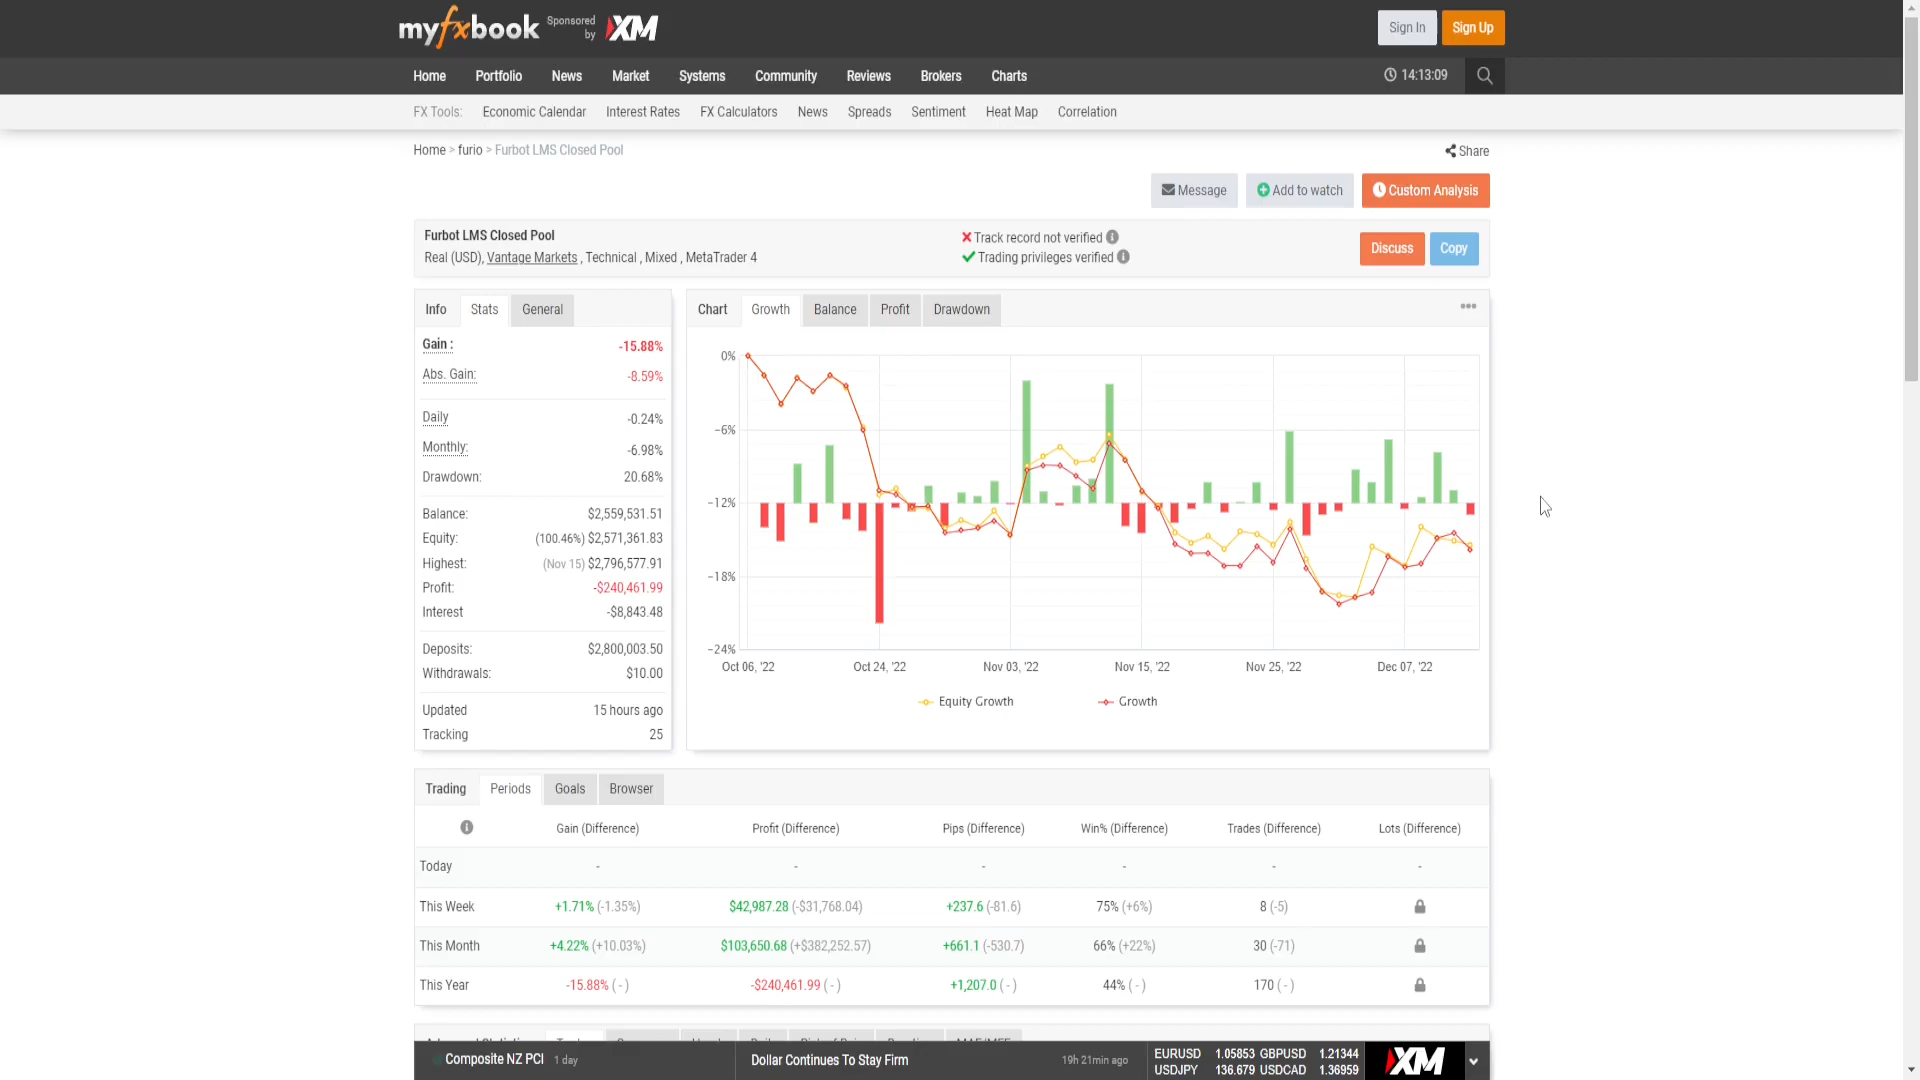 myfxbook Sponsored by XM
Sign In Sign Up
Home Portfolio News Market Systems Community Reviews Brokers Charts 14:13:09
FX Tools: Economic Calendar Interest Rates FX Calculators News Spreads Sentiment Heat Map Correlation
Home > furio > Furbot LMS Closed Pool
Share
Message Add to watch Custom Analysis
Furbot LMS Closed Pool
Real (USD), Vantage Markets , Technical , Mixed , MetaTrader 4
Track record not verified
Trading privileges verified
Discuss Copy
Info Stats General
Gain : -15.88%
Abs. Gain: -8.59%
Daily -0.24%
Monthly: -6.98%
Drawdown: 20.68%
Balance: $2,559,531.51
Equity: (100.46%) $2,571,361.83
Highest: (Nov 15) $2,796,577.91
Profit: -$240,461.99
Interest -$8,843.48
Deposits: $2,800,003.50
Withdrawals: $10.00
Updated 15 hours ago
Tracking 25
Chart Growth Balance Profit Drawdown
0%
-6%
-12%
-18%
-24%
Oct 06, '22 Oct 24, '22 Nov 03, '22 Nov 15, '22 Nov 25, '22 Dec 07, '22
Equity Growth Growth
Trading Periods Goals Browser
Gain (Difference) Profit (Difference) Pips (Difference) Win% (Difference) Trades (Difference) Lots (Difference)
Today - - - - - -
This Week +1.71% (-1.35%) $42,987.28 (-$31,768.04) +237.6 (-81.6) 75% (+6%) 8 (-5)
This Month +4.22% (+10.03%) $103,650.68 (+$382,252.57) +661.1 (-530.7) 66% (+22%) 30 (-71)
This Year -15.88% ( - ) -$240,461.99 ( - ) +1,207.0 ( - ) 44% ( - ) 170 ( - )
Composite NZ PCI 1 day
Dollar Continues To Stay Firm 19h 21min ago
EURUSD 1.05853 GBPUSD 1.21344
USDJPY 136.679 USDCAD 1.36959
XM